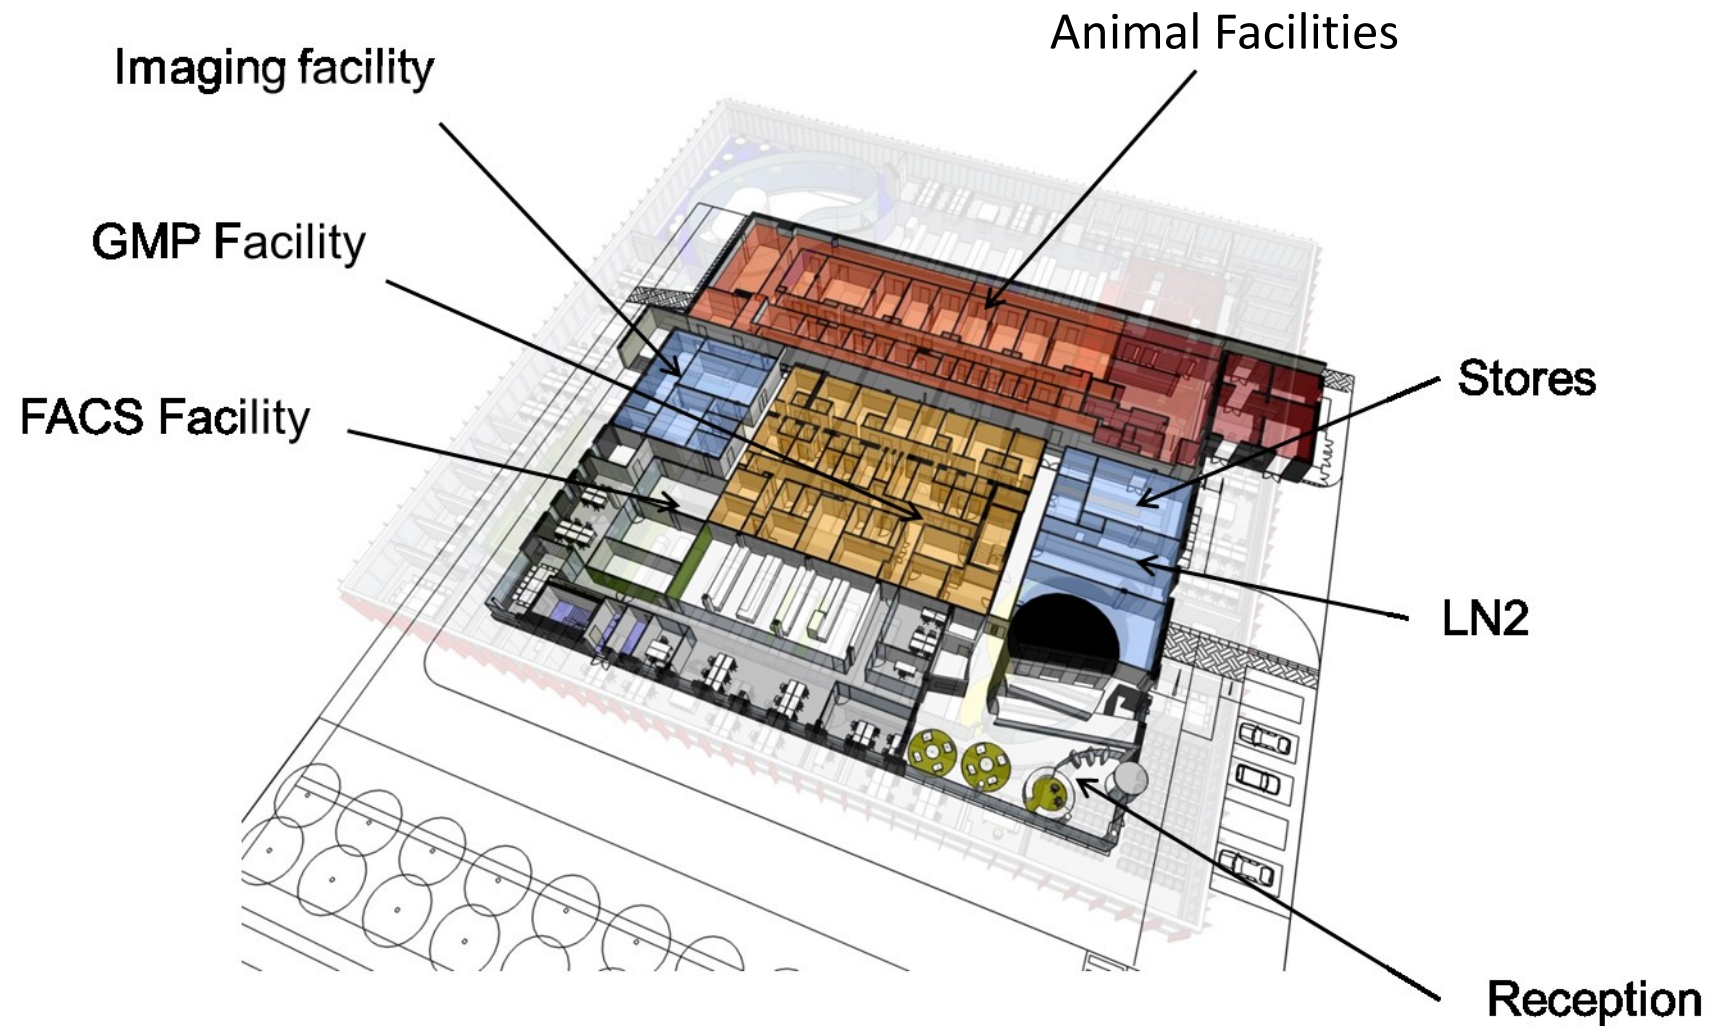 Animal Facilities
Imaging facility
GMP Facility
FACS Facility
Stores
LN2
Reception